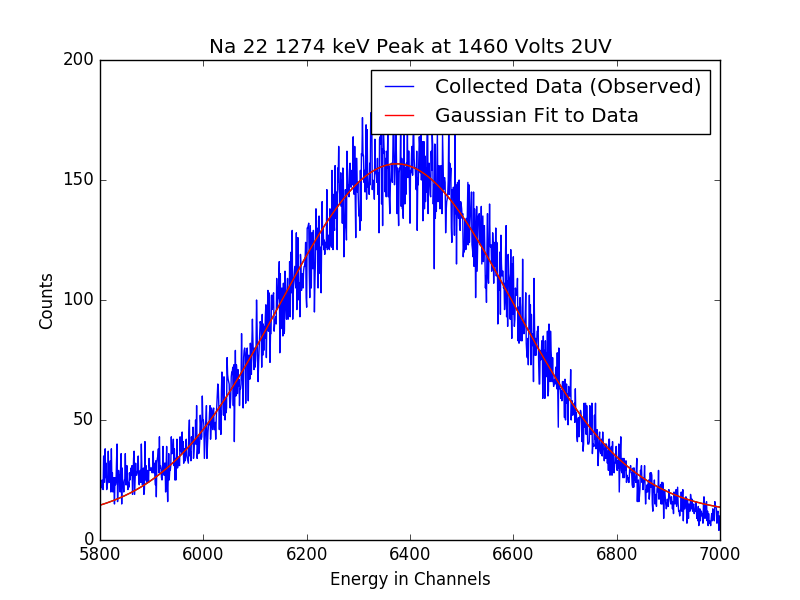 Na 22 1274 keV Peak at 1460 Volts 2UV
Collected Data (Observed)
Gaussian Fit to Data
200
150
100
50
0
Counts
5800 6000 6200 6400 6600 6800 7000
Energy in Channels